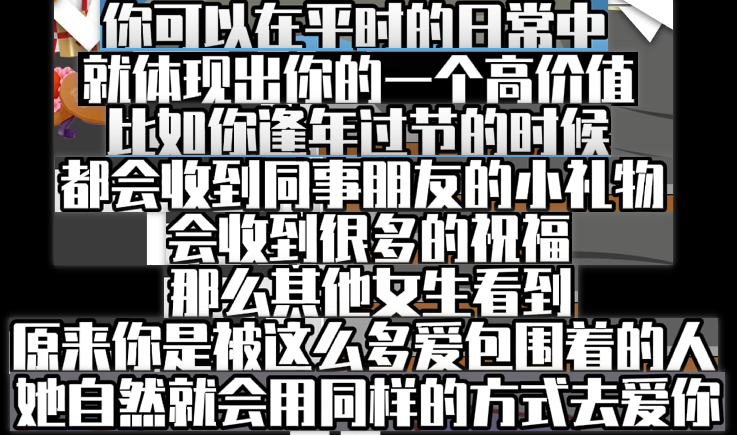 你可以在平时的日常中
就体现出你的一个高价值
比如你逢年过节的时候
都会收到同事朋友的小礼物
会收到很多的祝福
那么其他女生看到
原来你是被这么多爱包围着的人
她自然就会用同样的方式去爱你